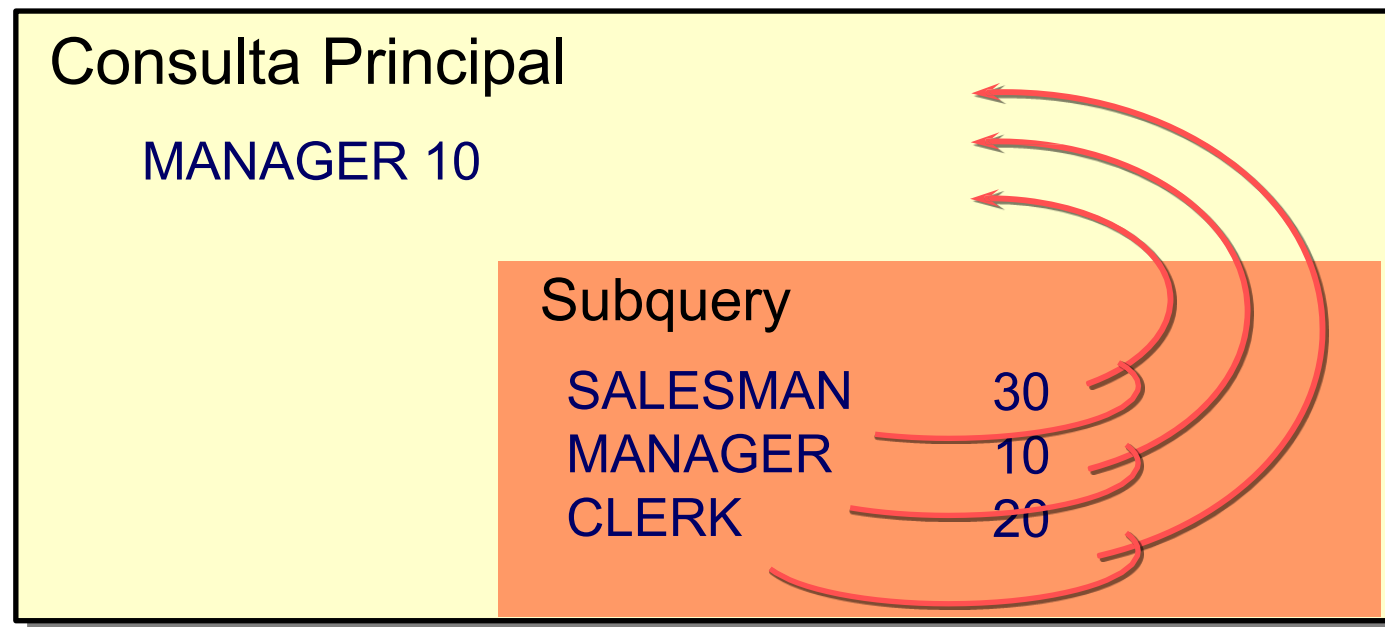 Consulta Principal
MANAGER 10
Subquery
SALESMAN 30
MANAGER 10
CLERK 20